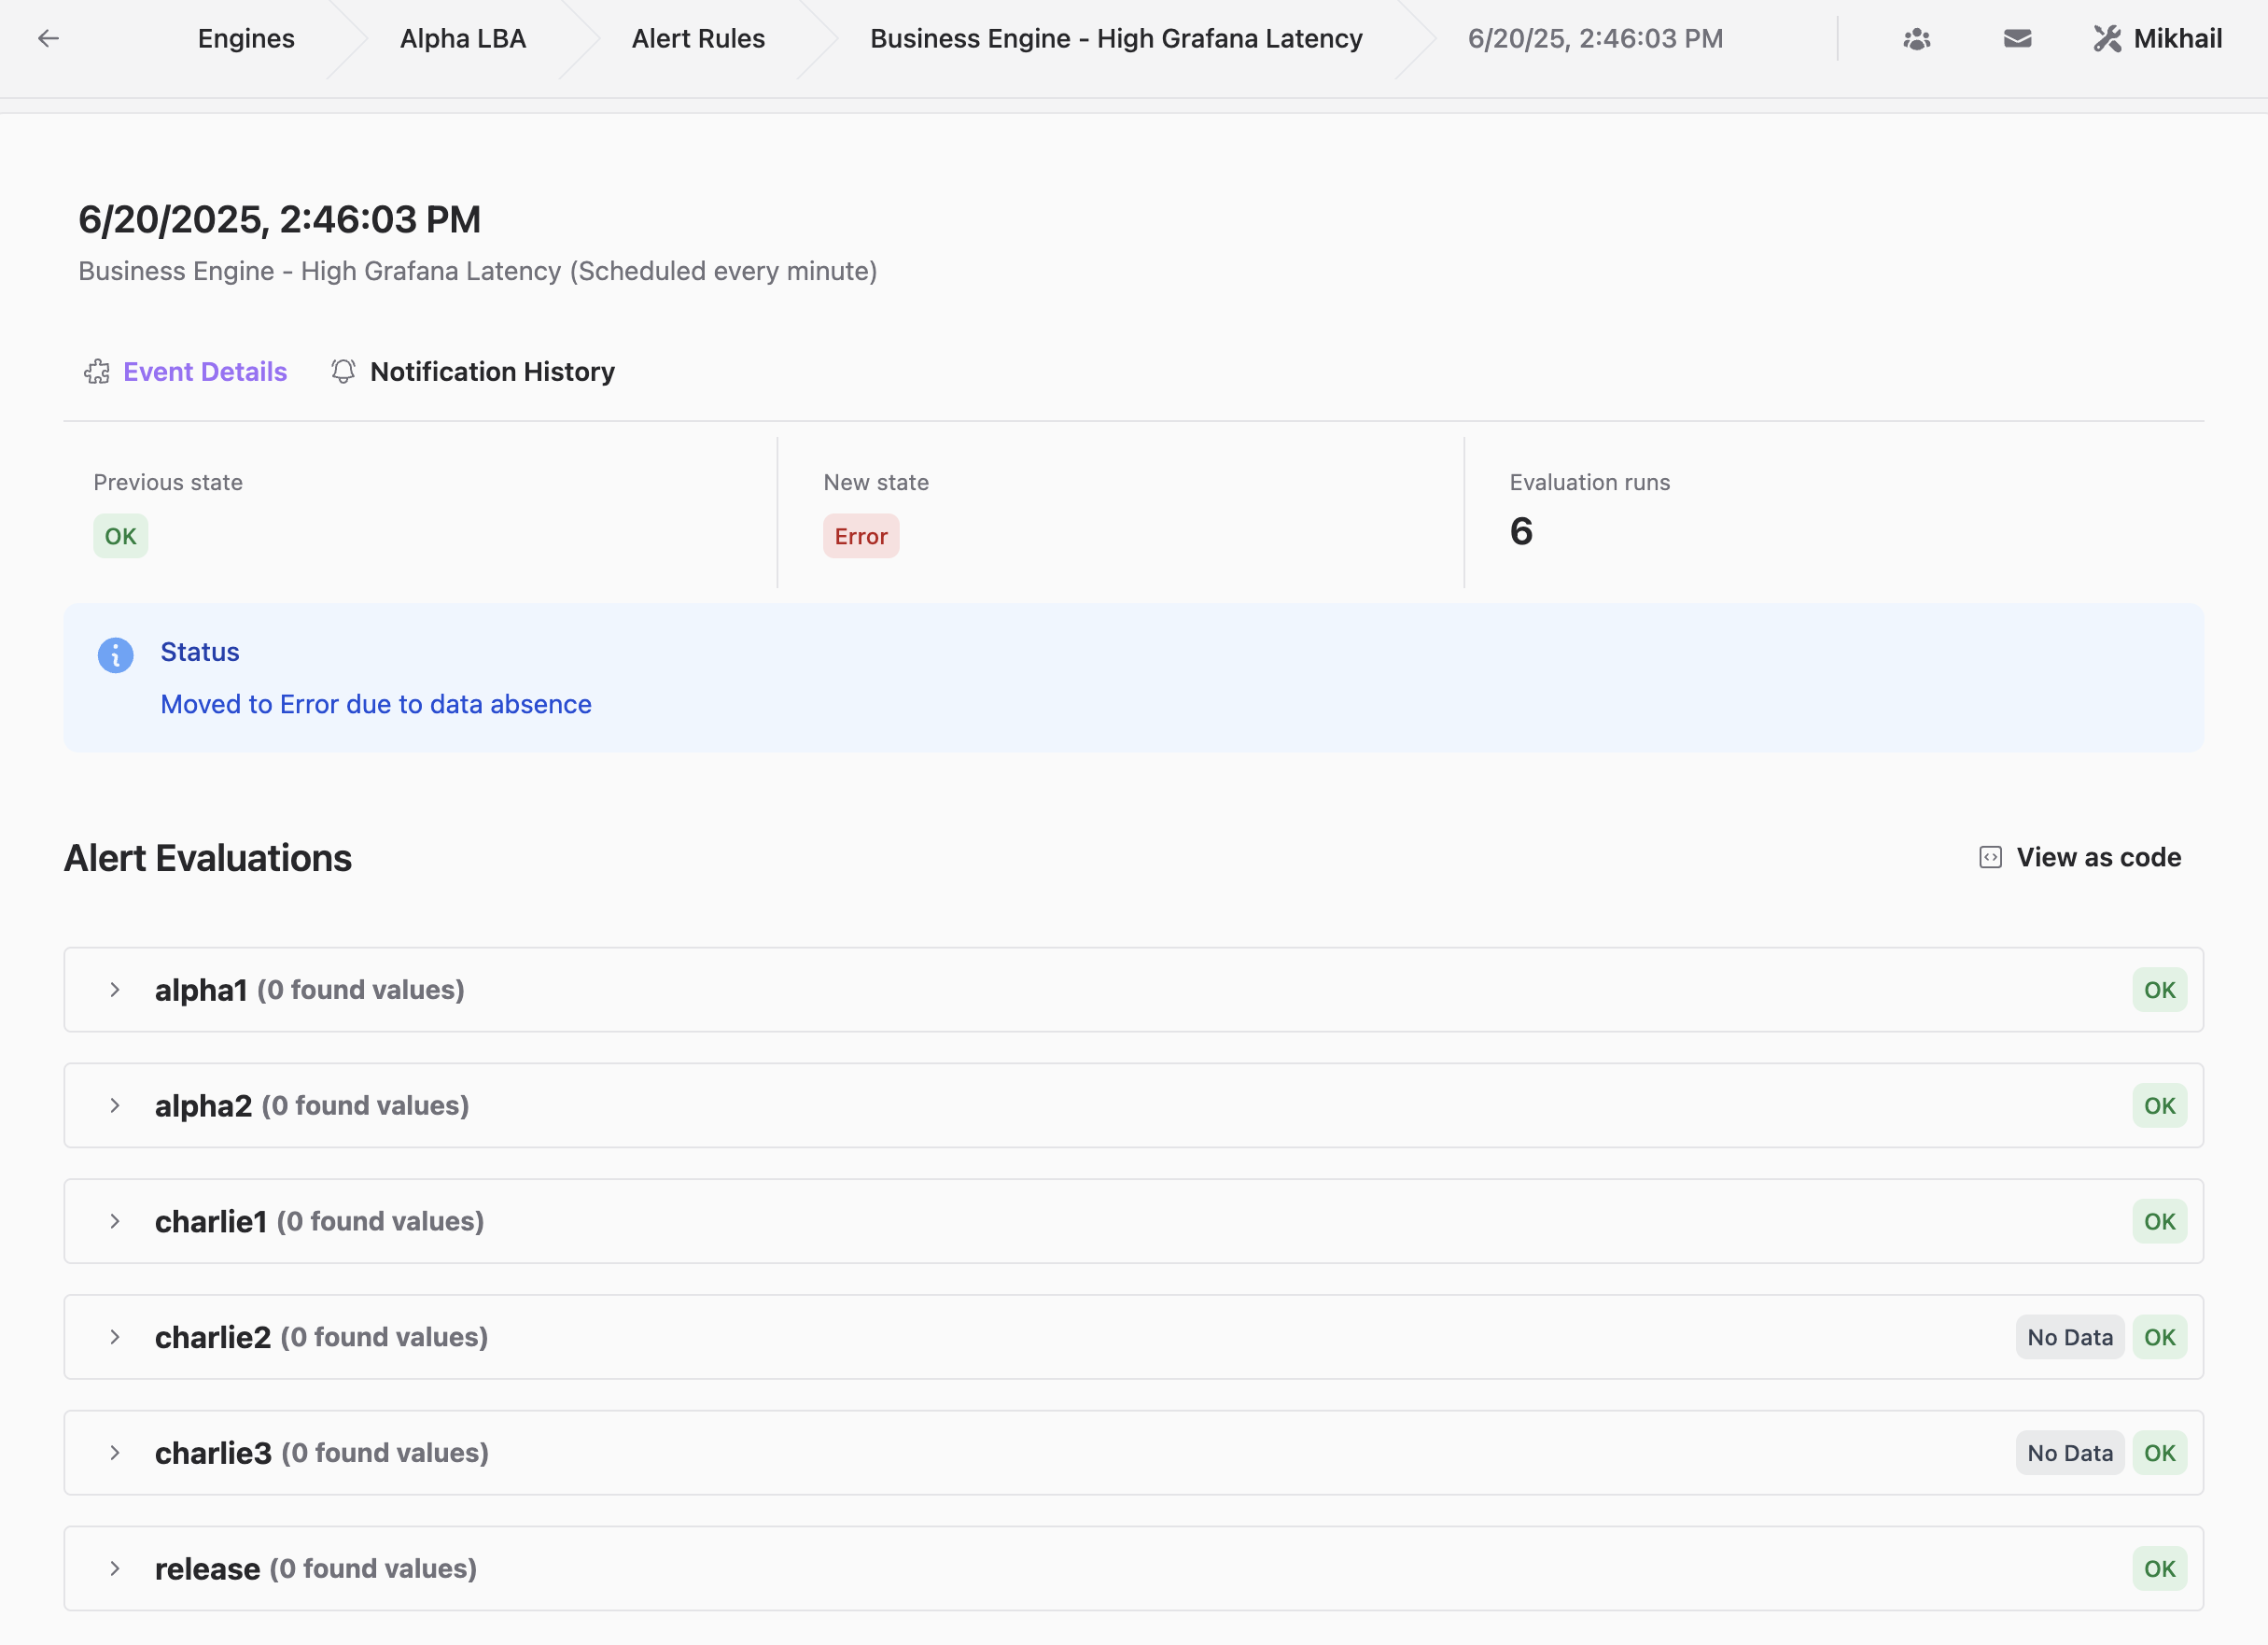 Engines Alpha LBA Alert Rules Business Engine - High Grafana Latency 6/20/25, 2:46:03 PM Mikhail
6/20/2025, 2:46:03 PM
Business Engine - High Grafana Latency (Scheduled every minute)
Event Details Notification History
Previous state New state Evaluation runs
OK Error 6
Status
Moved to Error due to data absence
Alert Evaluations View as code
alpha1 (0 found values) OK
alpha2 (0 found values) OK
charlie1 (0 found values) OK
charlie2 (0 found values) No Data OK
charlie3 (0 found values) No Data OK
release (0 found values) OK